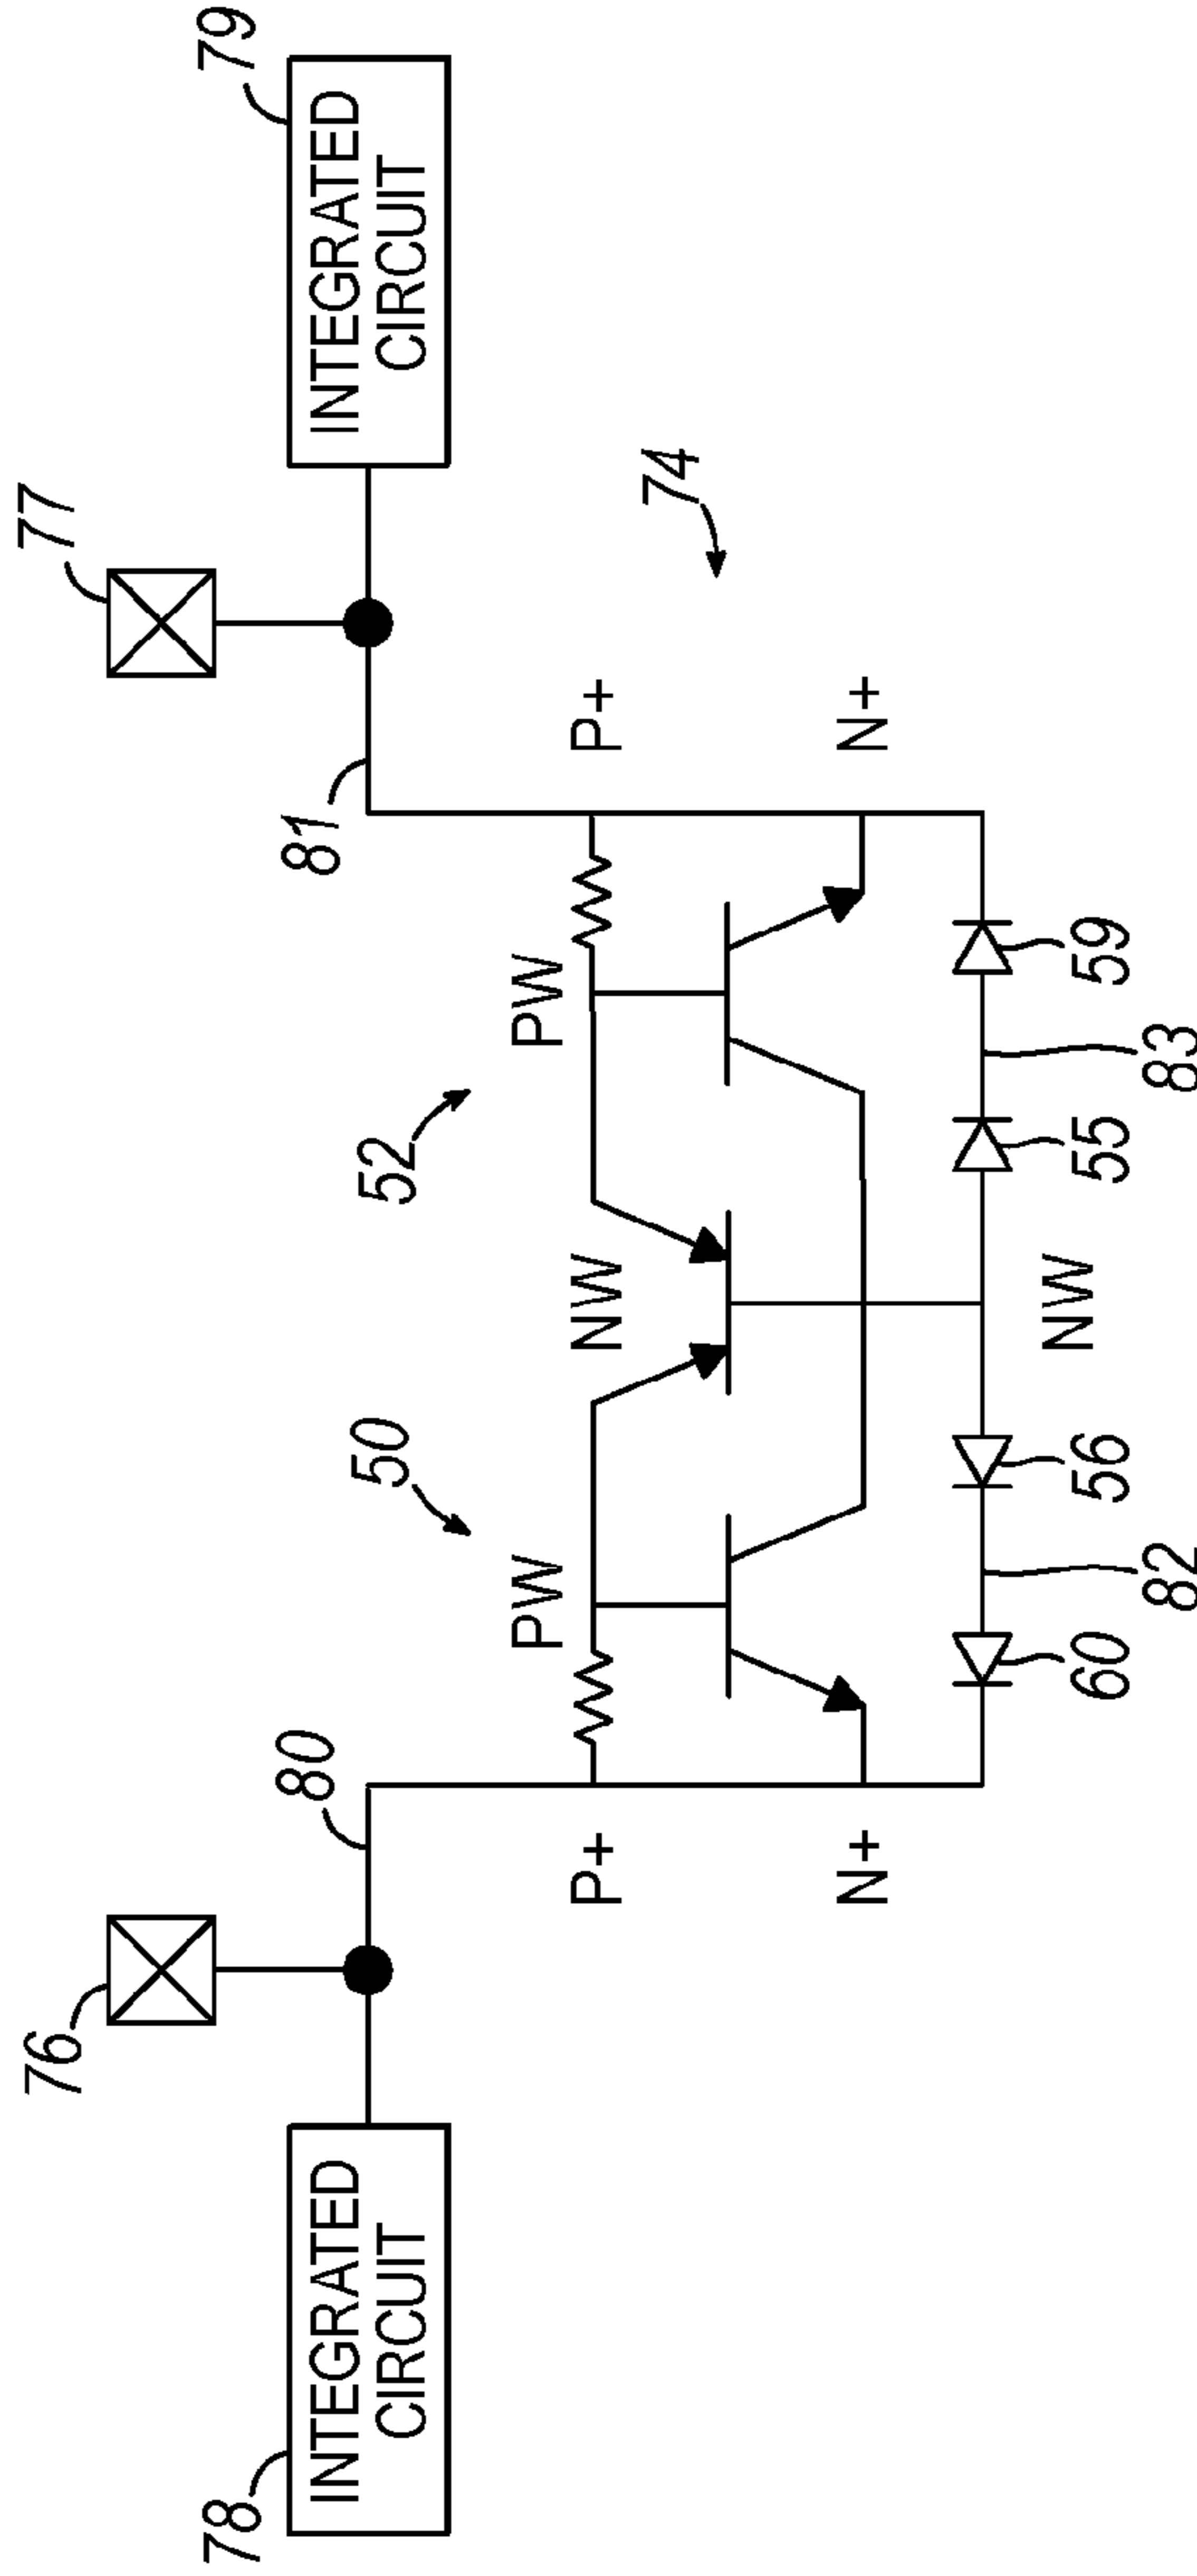 76
77
78
79
80
81
INTEGRATED
CIRCUIT
INTEGRATED
CIRCUIT
50
52
PW
PW
P+
NW
P+
74
N+
N+
NW
60
56
55
59
82
83